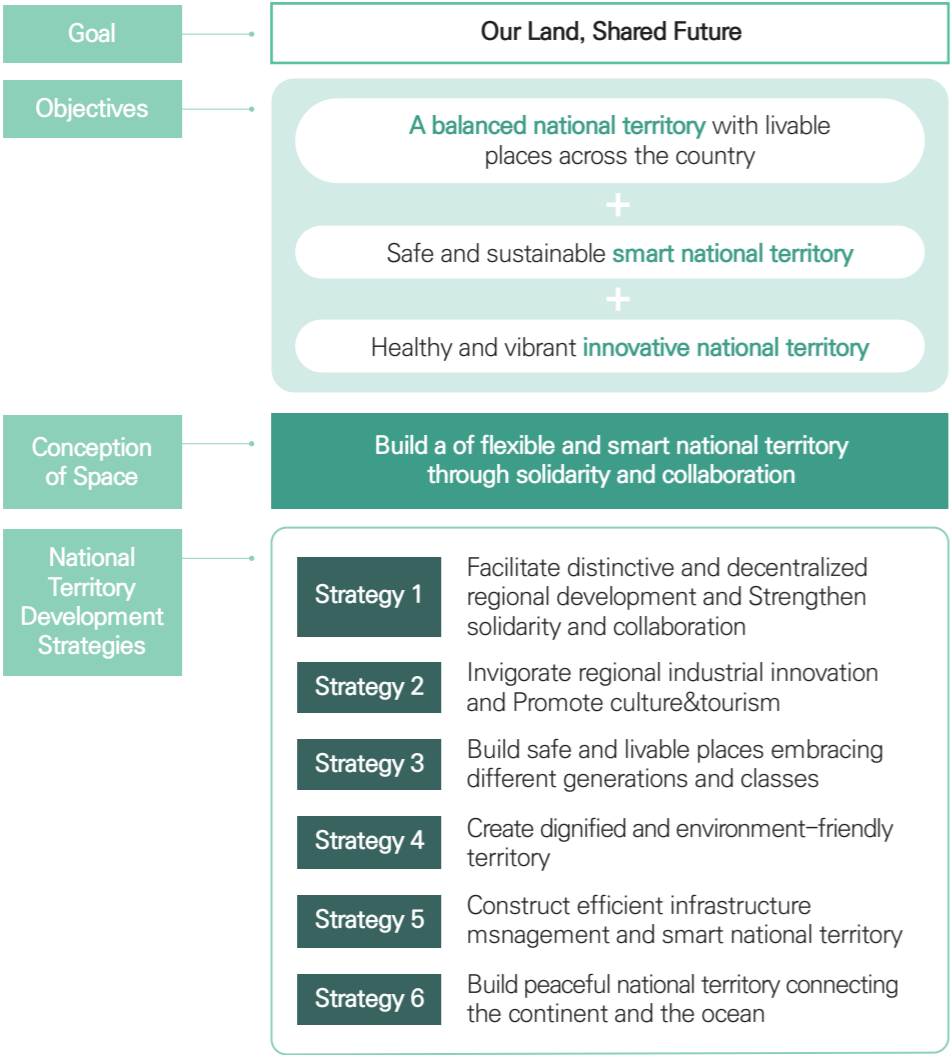 Goal
Our Land, Shared Future
Objectives
A balanced national territory with livable
places across the country
+
Safe and sustainable smart national territory
+
Healthy and vibrant innovative national territory
Conception
of Space
Build a of flexible and smart national territory
through solidarity and collaboration
National
Territory
Development
Strategies
Strategy 1
Facilitate distinctive and decentralized
regional development and Strengthen
solidarity and collaboration
Strategy 2
Invigorate regional industrial innovation
and Promote culture&tourism
Strategy 3
Build safe and livable places embracing
different generations and classes
Strategy 4
Create dignified and environment-friendly
territory
Strategy 5
Construct efficient infrastructure
msnagement and smart national territory
Strategy 6
Build peaceful national territory connecting
the continent and the ocean